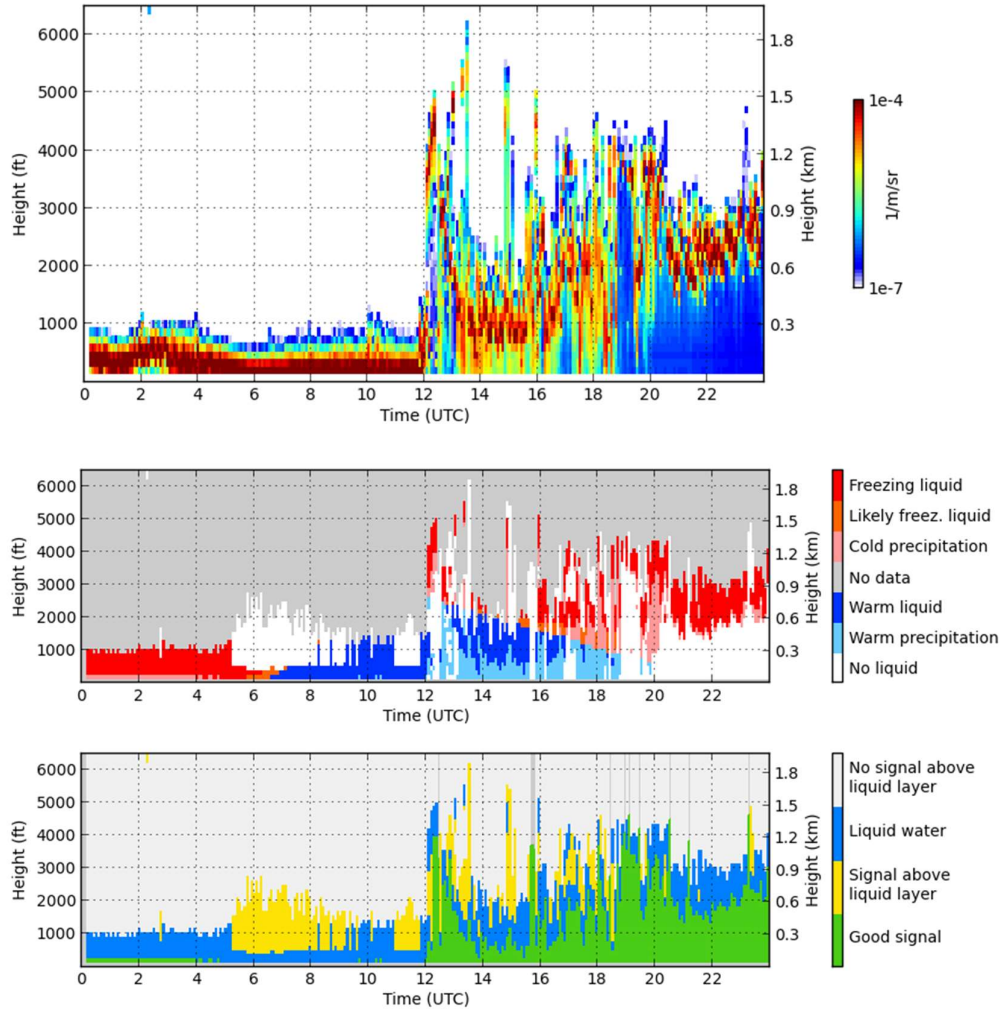 6000
5000
4000
3000
2000
1000
Height (ft)
1.8
1.5
1.2
0.9
0.6
0.3
Height (km)
0 2 4 6 8 10 12 14 16 18 20 22
Time (UTC)
1e-4
1/m/sr
1e-7
6000
5000
4000
3000
2000
1000
Height (ft)
1.8
1.5
1.2
0.9
0.6
0.3
Height (km)
0 2 4 6 8 10 12 14 16 18 20 22
Time (UTC)
Freezing liquid
Likely freez. liquid
Cold precipitation
No data
Warm liquid
Warm precipitation
No liquid
6000
5000
4000
3000
2000
1000
Height (ft)
1.8
1.5
1.2
0.9
0.6
0.3
Height (km)
0 2 4 6 8 10 12 14 16 18 20 22
Time (UTC)
No signal above
liquid layer
Liquid water
Signal above
liquid layer
Good signal